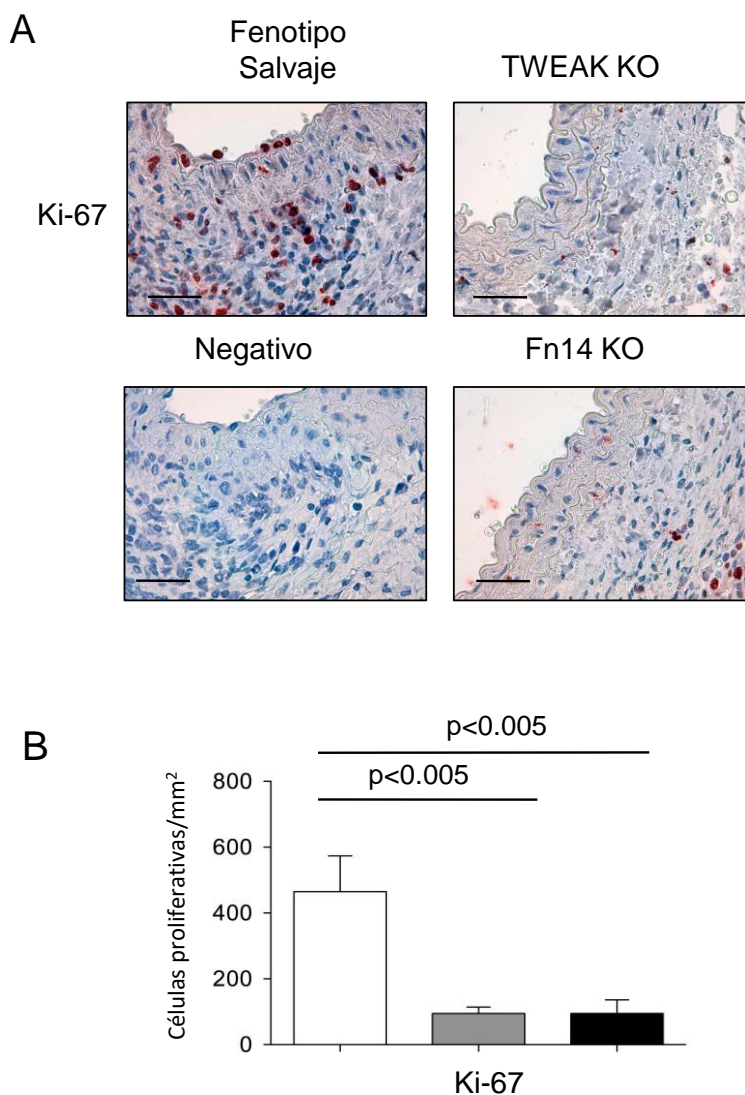 A
Fenotipo
Salvaje
TWEAK KO
Ki-67
Negativo
Fn14 KO
B
p<0.005
p<0.005
Células proliferativas/mm²
800
600
400
200
0
Ki-67